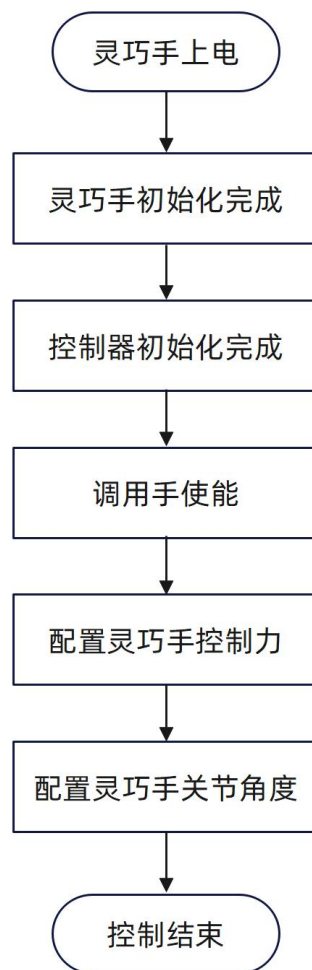 灵巧手上电
灵巧手初始化完成
控制器初始化完成
调用手使能
配置灵巧手控制力
配置灵巧手关节角度
控制结束